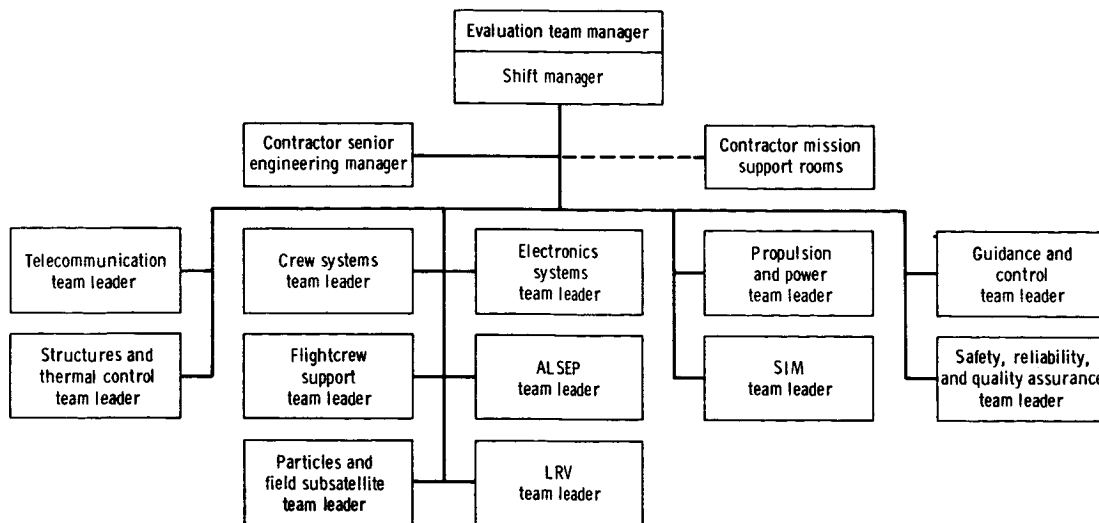 Evaluation team manager
Shift manager
Contractor senior
engineering manager
Contractor mission
support rooms
Telecommunication
team leader
Crew systems
team leader
Electronics
systems
team leader
Propulsion
and power
team leader
Guidance and
control
team leader
Structures and
thermal control
team leader
Flightcrew
support
team leader
ALSEP
team leader
SIM
team leader
Safety, reliability,
and quality assurance
team leader
Particles and
field subsatellite
team leader
LRV
team leader